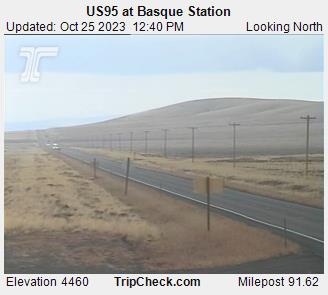 US95 at Basque Station
Updated: Oct 25 2023 12:40 PM Looking North
Elevation 4460 TripCheck.com Milepost 91.62